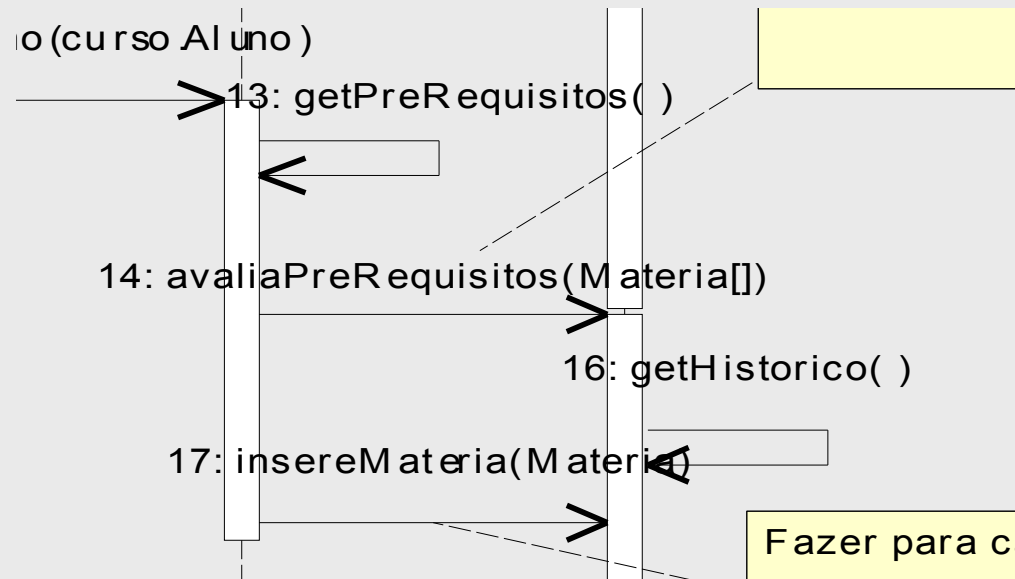 o(curso.Aluno)
13: getPreRequisitos( )
14: avaliaPreRequisitos(Materia[])
16: getHistorico( )
17: insereMateria(Materia)
Fazer para c